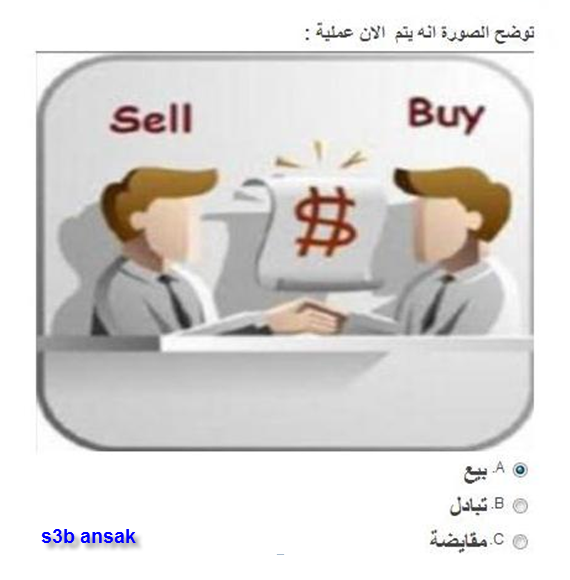 توضح الصورة انه يتم الان عملية :
Sell Buy
$
A. بيع
B. تبادل
C. مقايضة
s3b ansak